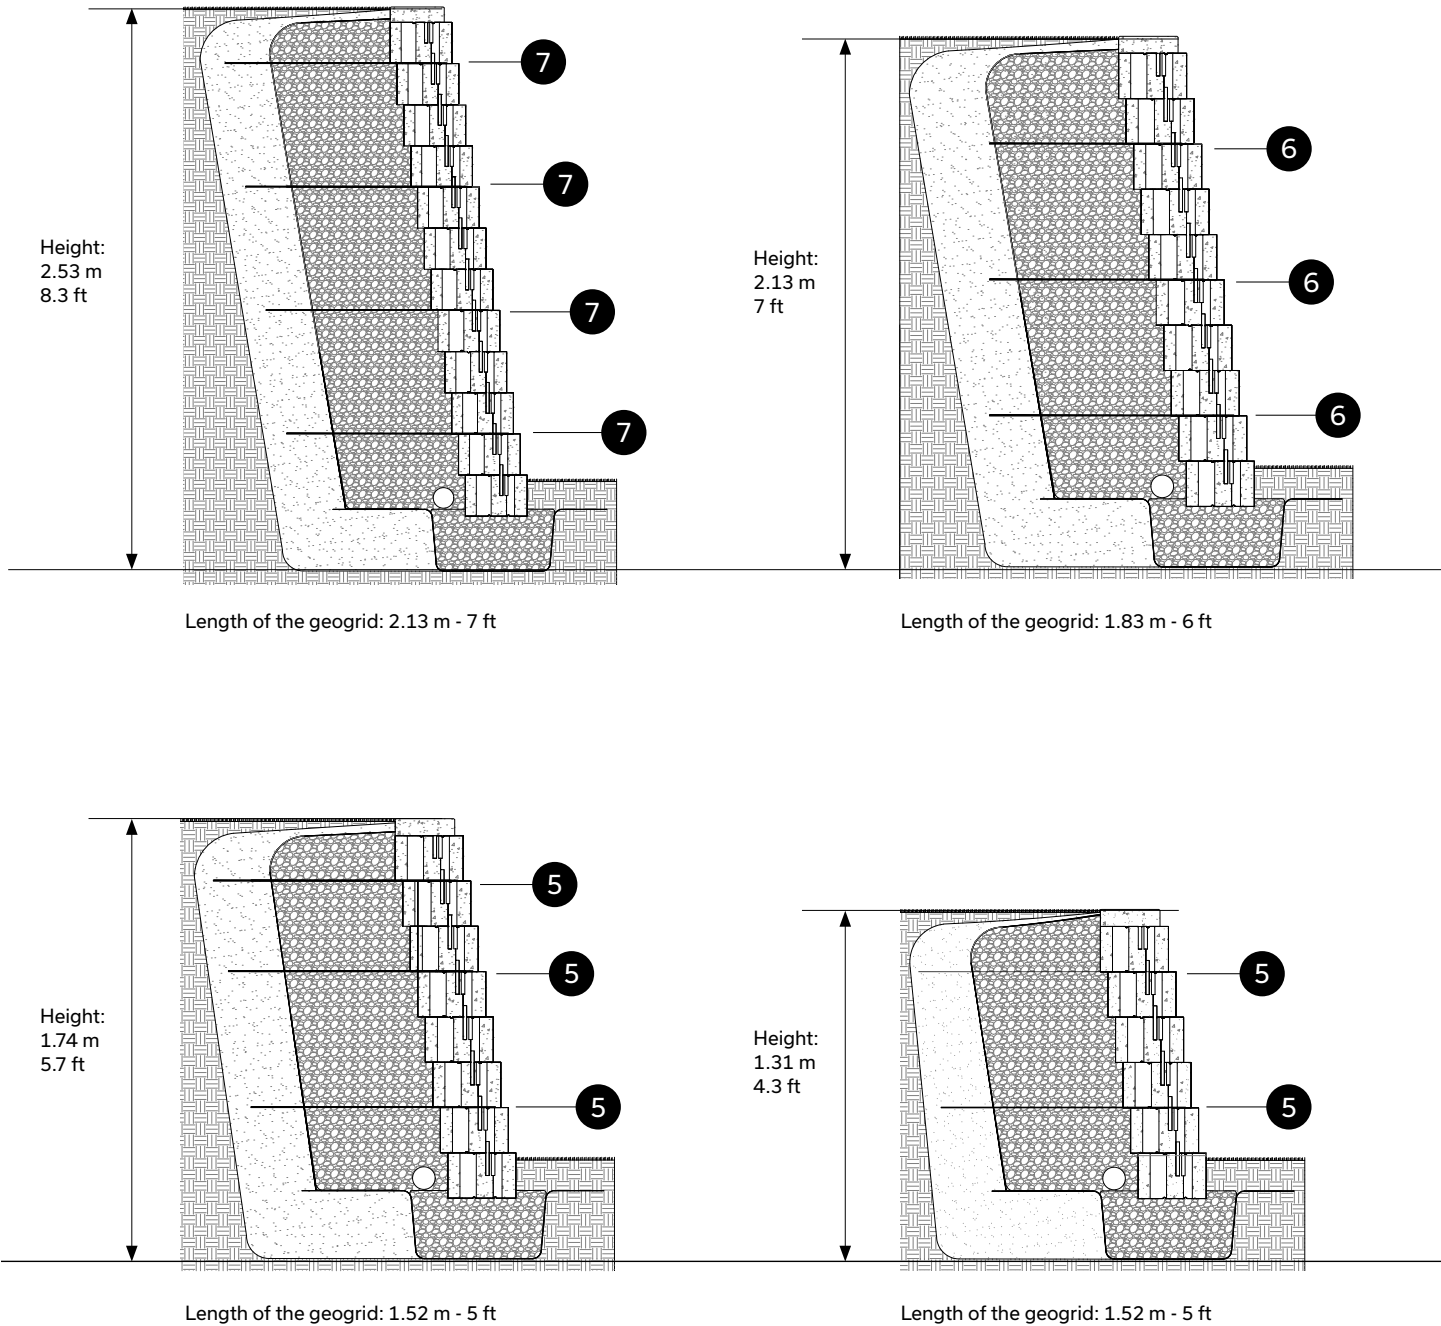 7
7
Height:
2.53 m
8.3 ft
7
7
Length of the geogrid: 2.13 m - 7 ft
6
Height:
2.13 m
7 ft
6
6
Length of the geogrid: 1.83 m - 6 ft
5
5
Height:
1.74 m
5.7 ft
5
Length of the geogrid: 1.52 m - 5 ft
5
Height:
1.31 m
4.3 ft
5
Length of the geogrid: 1.52 m - 5 ft